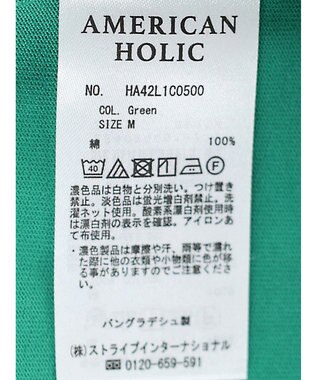 AMERICAN
HOLIC
NO. HA42L1C0500
COL. Green
SIZE M
綿 100%
40 F
濃色品は白物と分別洗い。つけ置き
禁止。淡色品は蛍光増白剤禁止。洗
濯ネット使用。酸素系漂白剤使用時
は漂白剤の表示を確認。アイロンあ
て布使用。
・濃色製品は摩擦や汗、雨等で濡れ
た際に他の衣類や小物類に色が移
る事がありますのでご注意くださ
い。
バングラデシュ製
(株)ストライプインターナショナル
0120-659-591